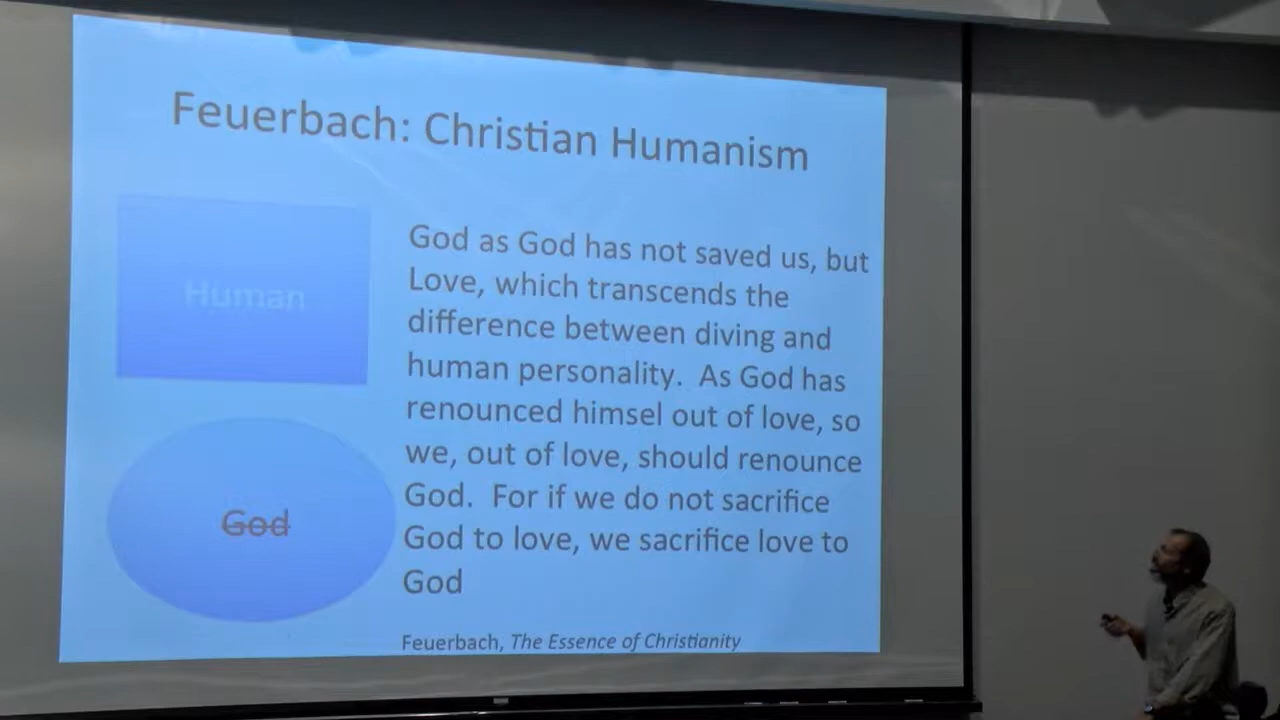 Feuerbach: Christian Humanism
Human
God
God as God has not saved us, but
Love, which transcends the
difference between diving and
human personality.  As God has
renounced himsel out of love, so
we, out of love, should renounce
God.  For if we do not sacrifice
God to love, we sacrifice love to
God
Feuerbach, The Essence of Christianity